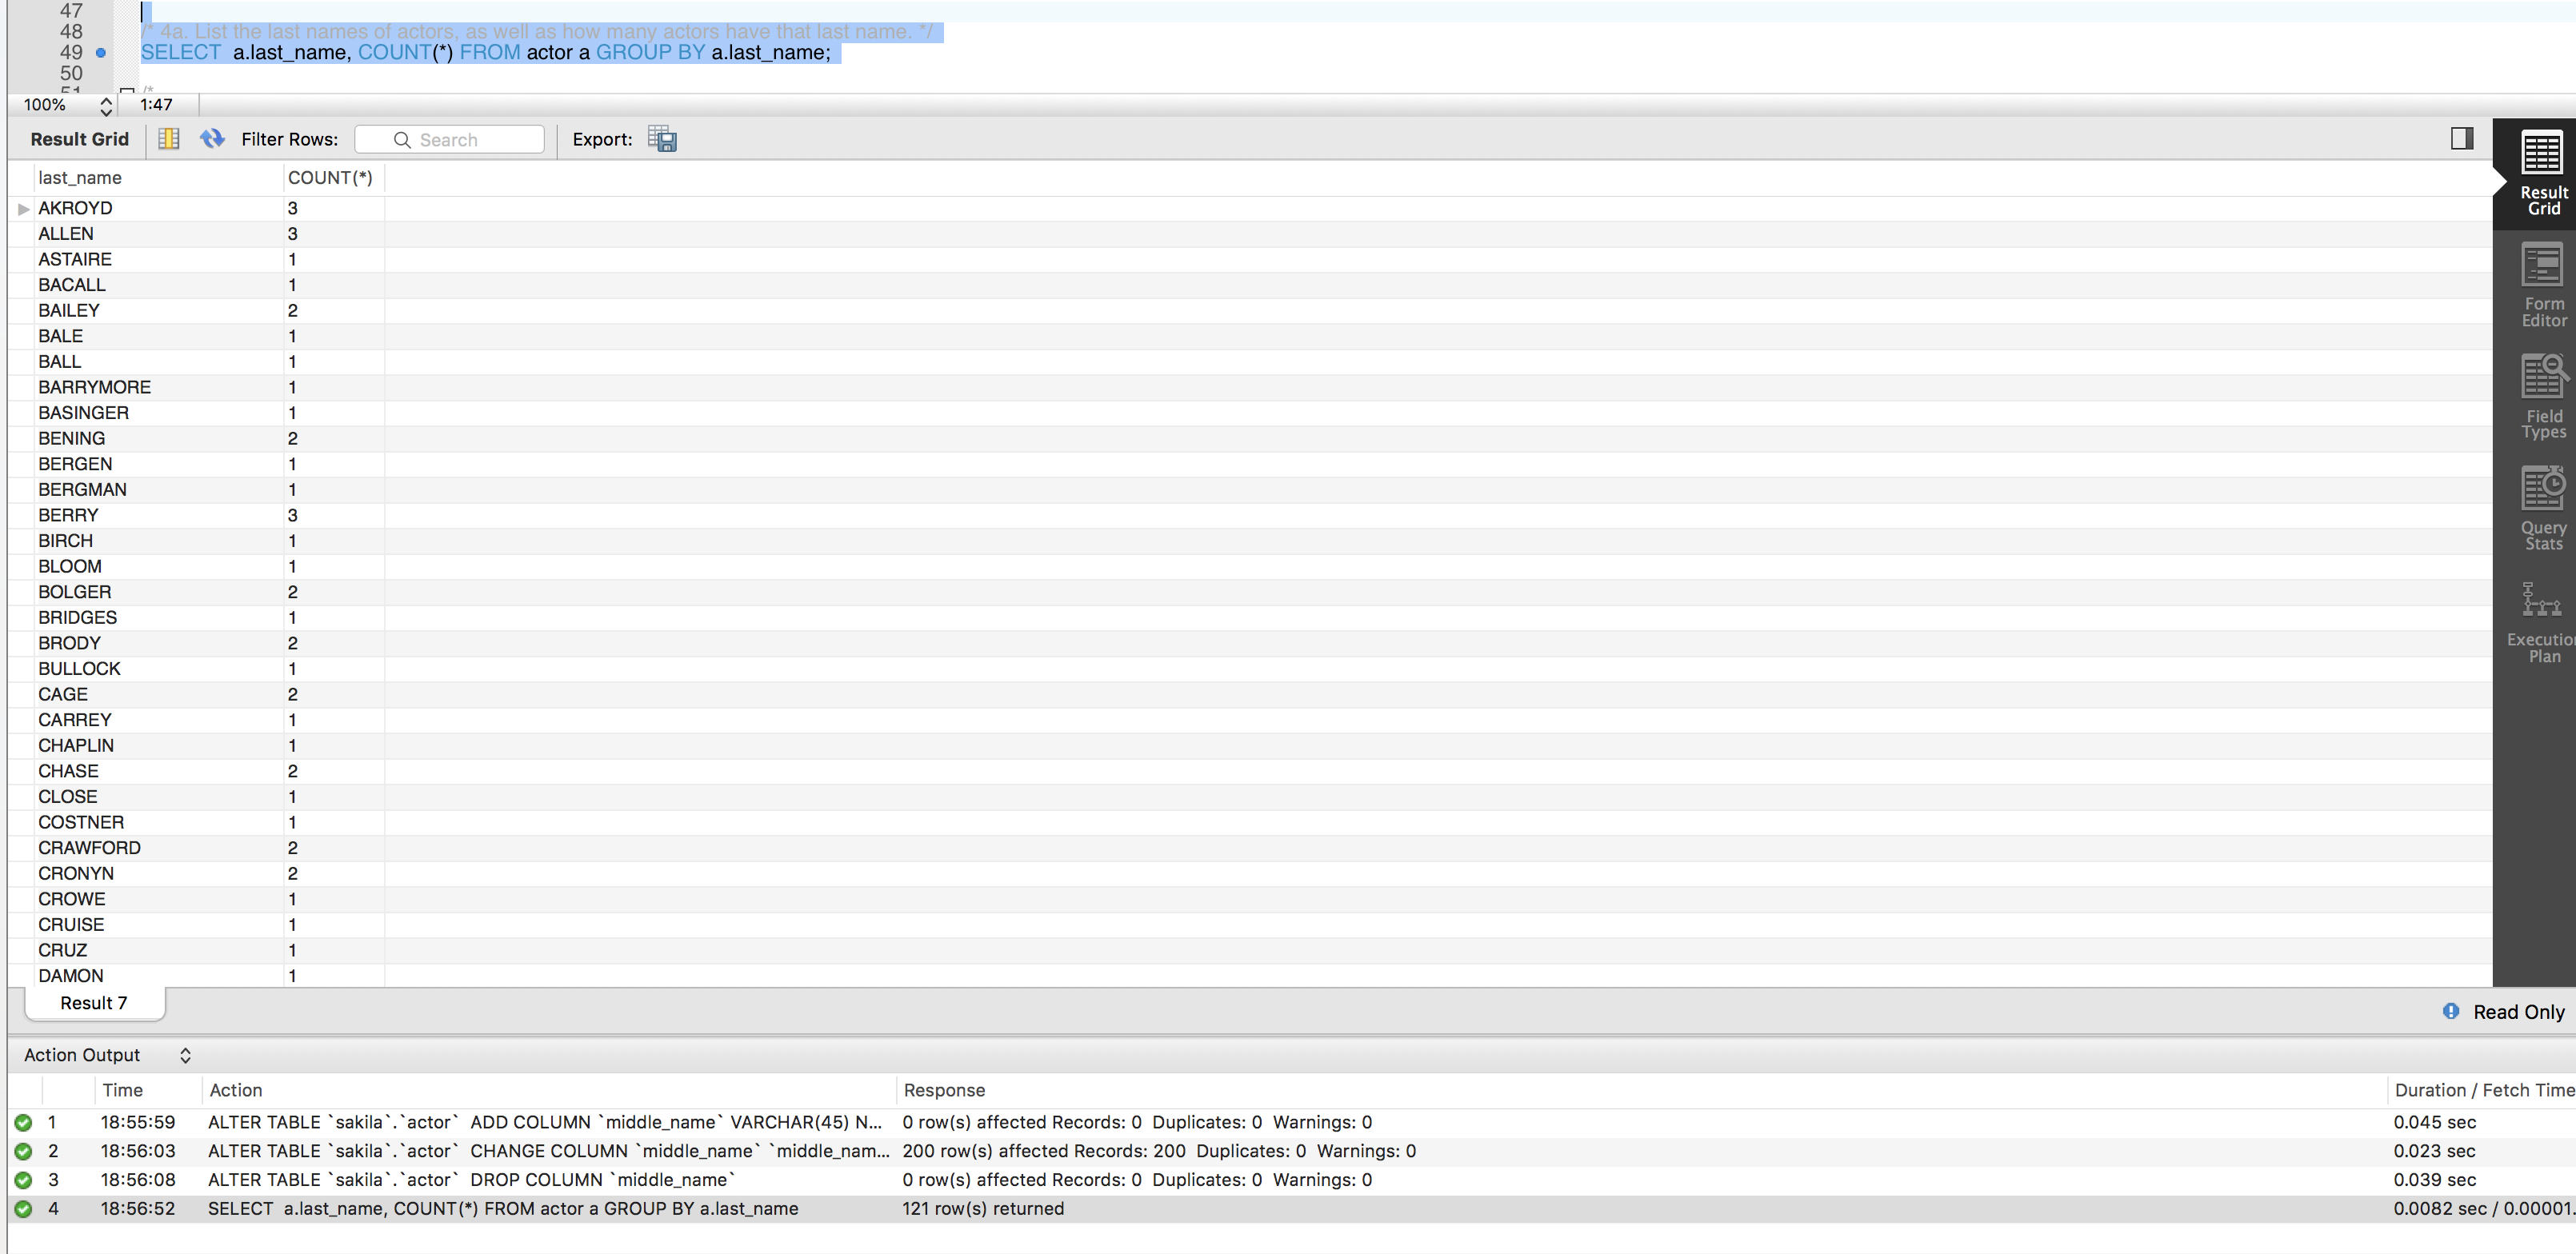 47
48 /* 4a. List the last names of actors, as well as how many actors have that last name. */
49 SELECT  a.last_name, COUNT(*) FROM actor a GROUP BY a.last_name;
50
51 /*
100% 1:47
Result Grid Filter Rows: Search Export:
last_name COUNT(*)
AKROYD 3
ALLEN 3
ASTAIRE 1
BACALL 1
BAILEY 2
BALE 1
BALL 1
BARRYMORE 1
BASINGER 1
BENING 2
BERGEN 1
BERGMAN 1
BERRY 3
BIRCH 1
BLOOM 1
BOLGER 2
BRIDGES 1
BRODY 2
BULLOCK 1
CAGE 2
CARREY 1
CHAPLIN 1
CHASE 2
CLOSE 1
COSTNER 1
CRAWFORD 2
CRONYN 2
CROWE 1
CRUISE 1
CRUZ 1
DAMON 1
Result
Grid
Form
Editor
Field
Types
Query
Stats
Executio
Plan
Result 7
Read Only
Action Output
Time Action Response Duration / Fetch Time
1 18:55:59 ALTER TABLE `sakila`.`actor`  ADD COLUMN `middle_name` VARCHAR(45) N... 0 row(s) affected Records: 0  Duplicates: 0  Warnings: 0 0.045 sec
2 18:56:03 ALTER TABLE `sakila`.`actor`  CHANGE COLUMN `middle_name` `middle_nam... 200 row(s) affected Records: 200  Duplicates: 0  Warnings: 0 0.023 sec
3 18:56:08 ALTER TABLE `sakila`.`actor`  DROP COLUMN `middle_name` 0 row(s) affected Records: 0  Duplicates: 0  Warnings: 0 0.039 sec
4 18:56:52 SELECT  a.last_name, COUNT(*) FROM actor a GROUP BY a.last_name 121 row(s) returned 0.0082 sec / 0.00001.